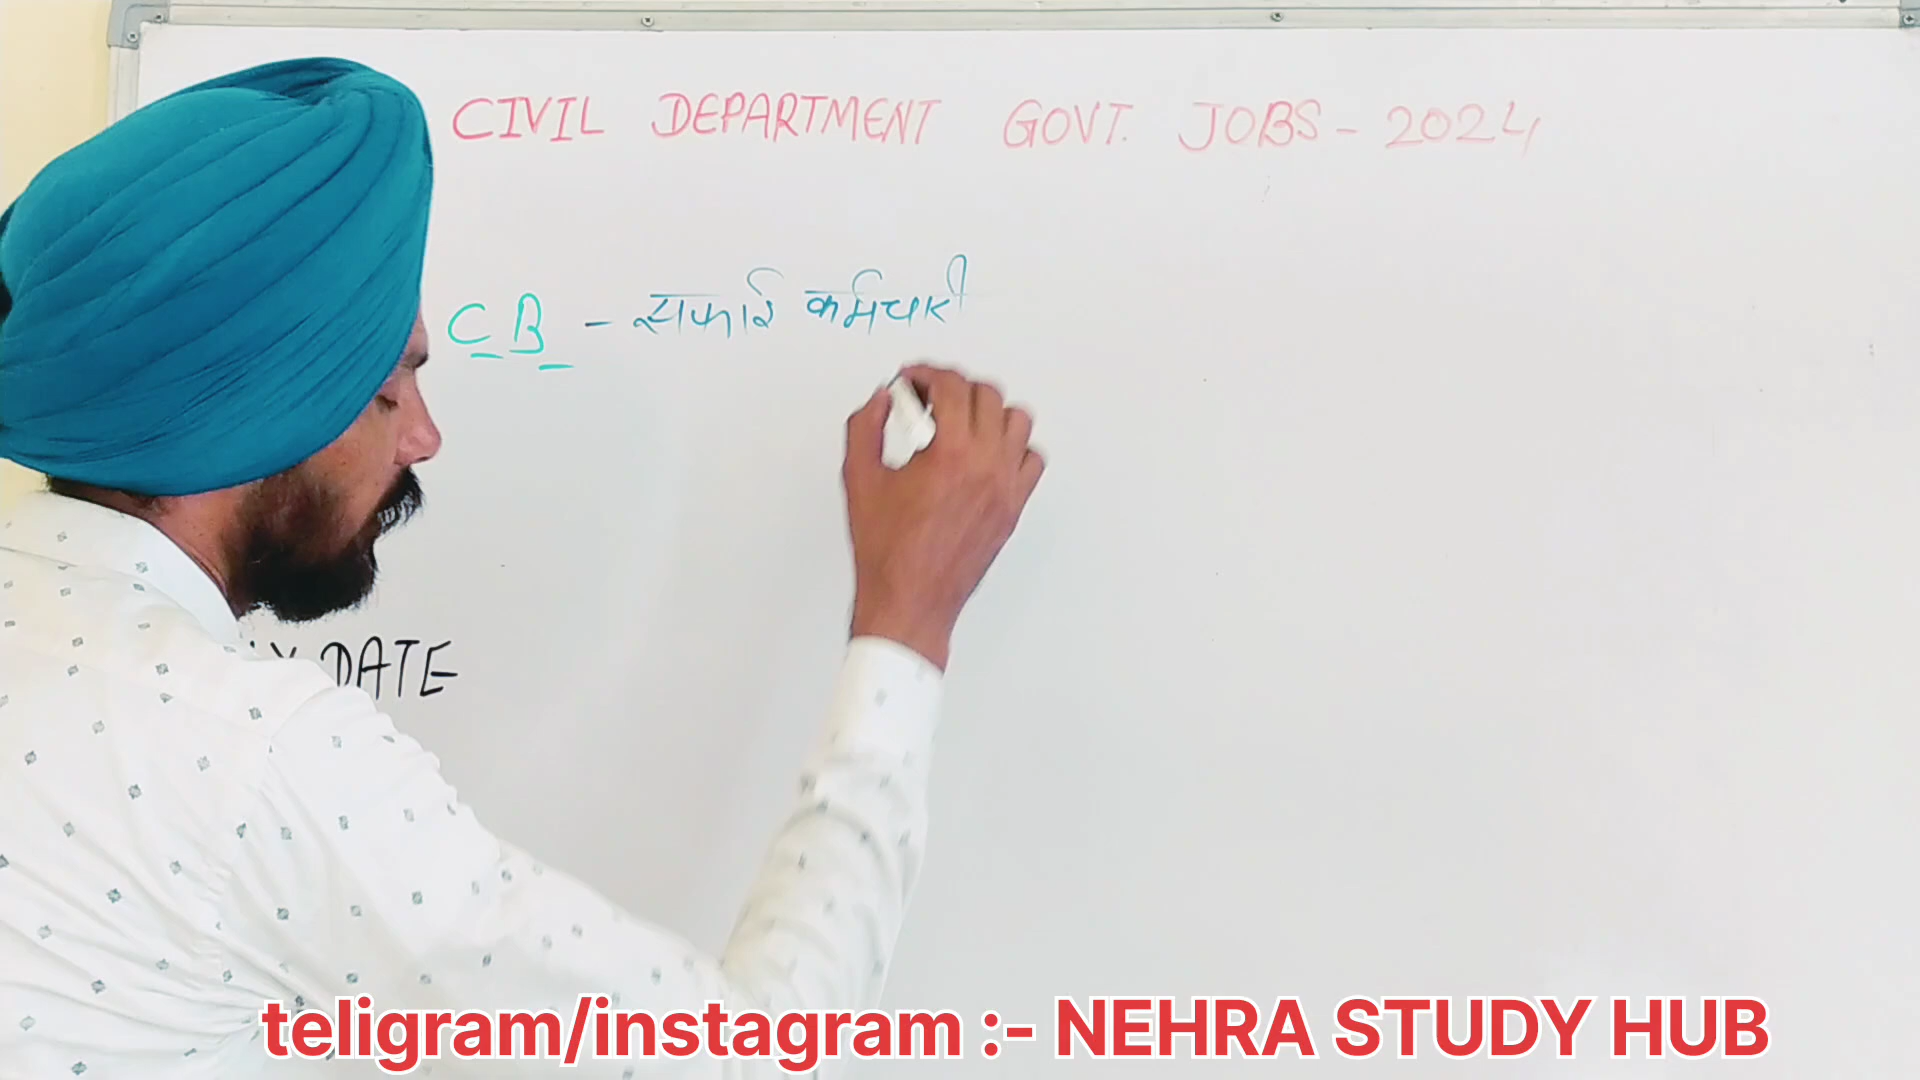 CIVIL DEPARTMENT GOVT. JOBS - 2024
CB - सफाई कर्मचारी
DATE
teligram/instagram :- NEHRA STUDY HUB